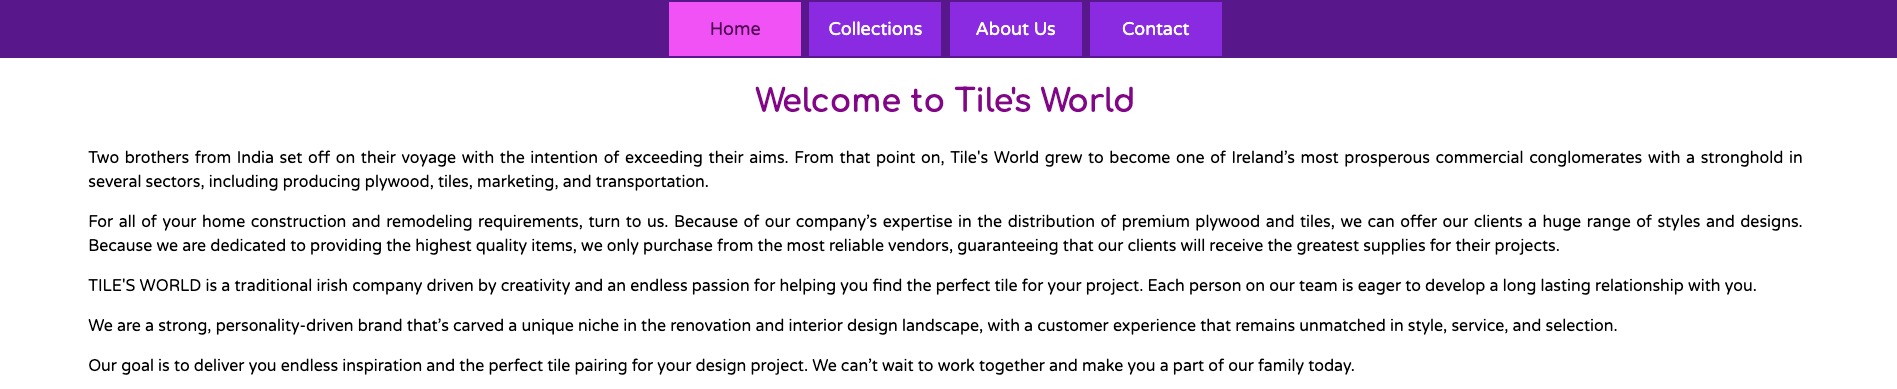 Home Collections About Us Contact
Welcome to Tile's World
Two brothers from India set off on their voyage with the intention of exceeding their aims. From that point on, Tile's World grew to become one of Ireland’s most prosperous commercial conglomerates with a stronghold in
several sectors, including producing plywood, tiles, marketing, and transportation.
For all of your home construction and remodeling requirements, turn to us. Because of our company’s expertise in the distribution of premium plywood and tiles, we can offer our clients a huge range of styles and designs.
Because we are dedicated to providing the highest quality items, we only purchase from the most reliable vendors, guaranteeing that our clients will receive the greatest supplies for their projects.
TILE'S WORLD is a traditional irish company driven by creativity and an endless passion for helping you find the perfect tile for your project. Each person on our team is eager to develop a long lasting relationship with you.
We are a strong, personality-driven brand that’s carved a unique niche in the renovation and interior design landscape, with a customer experience that remains unmatched in style, service, and selection.
Our goal is to deliver you endless inspiration and the perfect tile pairing for your design project. We can’t wait to work together and make you a part of our family today.